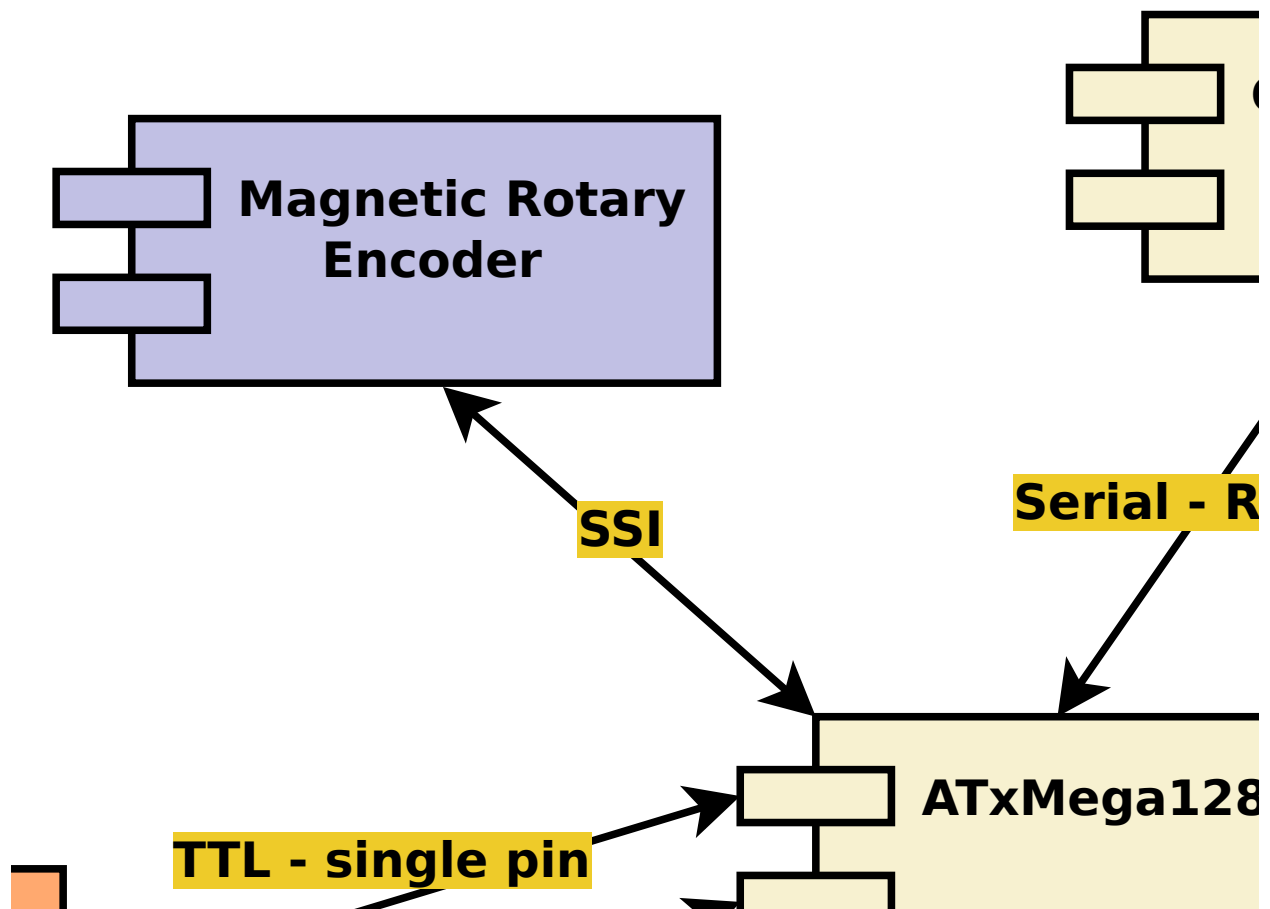 Magnetic Rotary
Encoder
SSI
Serial - R
TTL - single pin
ATxMega128